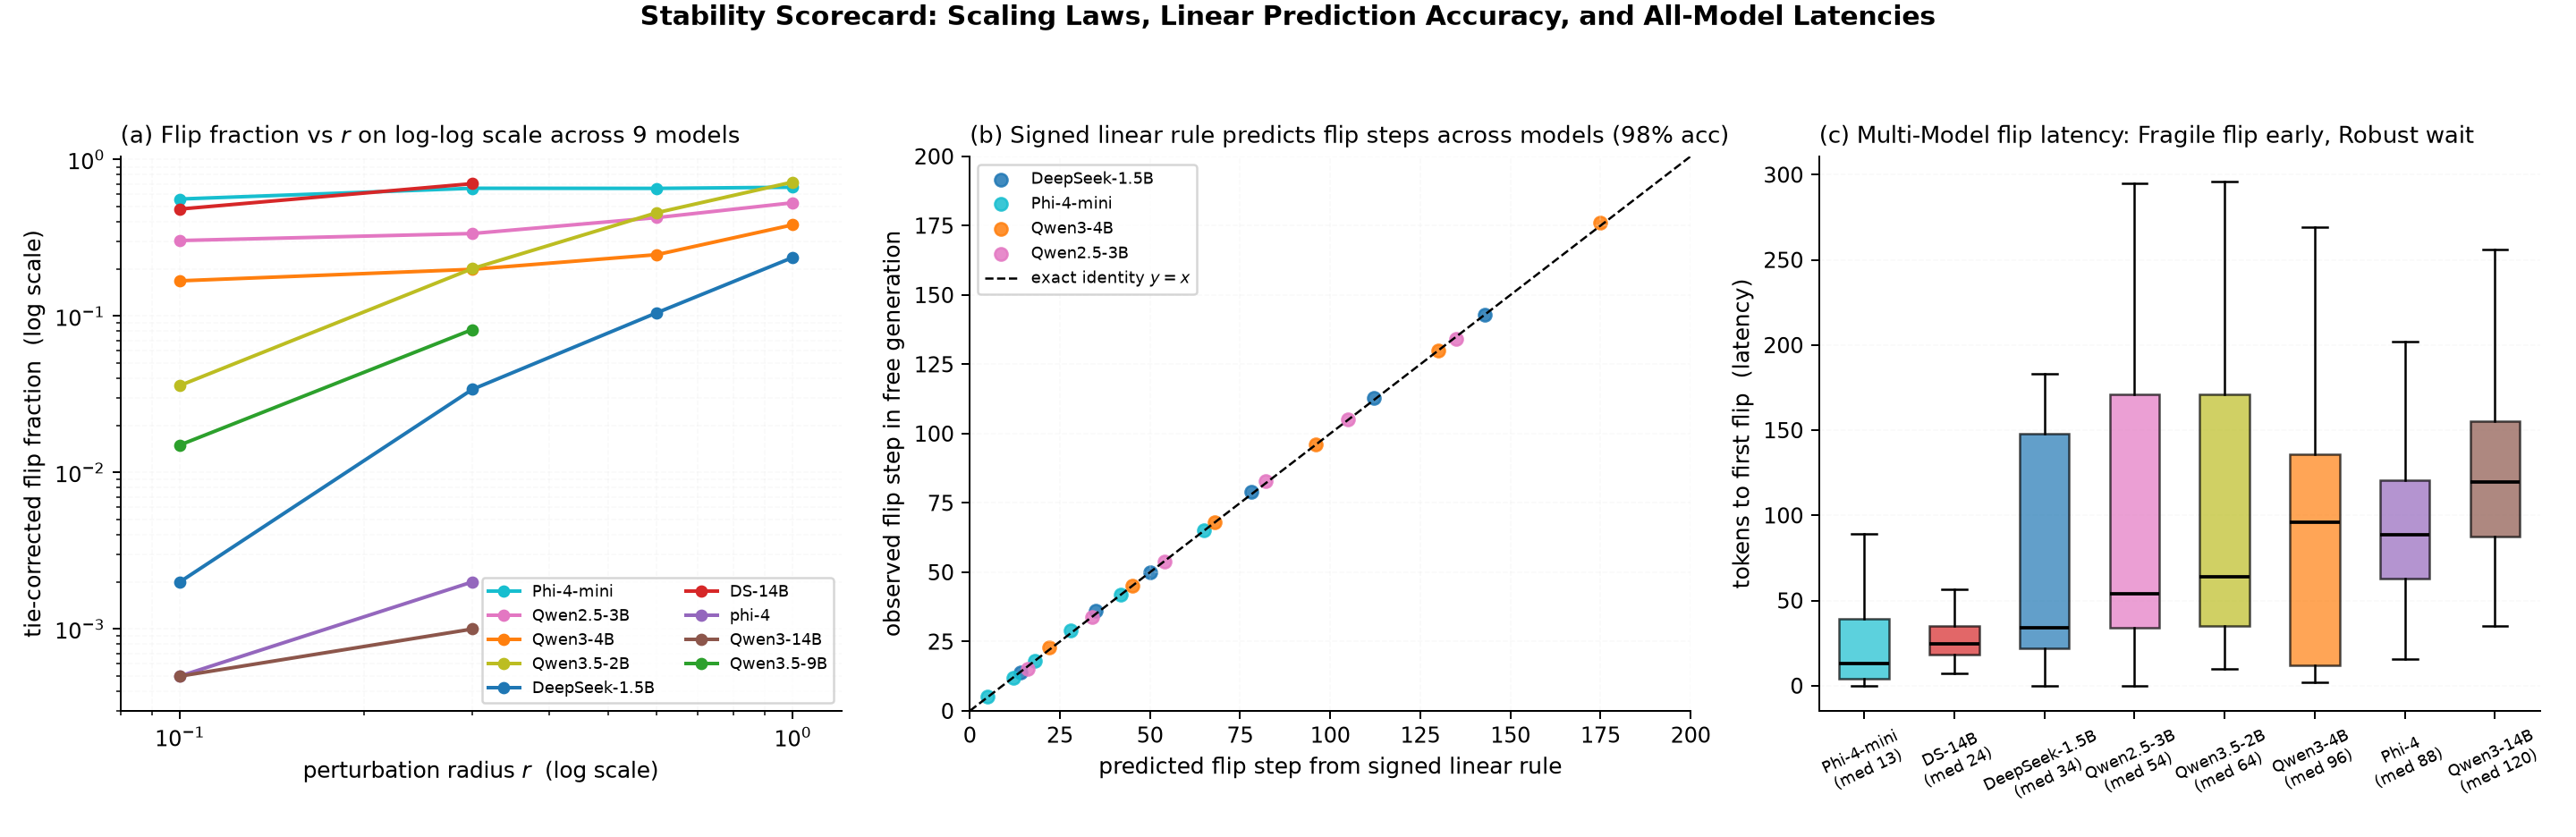 Stability Scorecard: Scaling Laws, Linear Prediction Accuracy, and All-Model Latencies
(a) Flip fraction vs r on log-log scale across 9 models
tie-corrected flip fraction (log scale)
10⁰
10⁻¹
10⁻²
10⁻³
10⁻¹
10⁰
perturbation radius r (log scale)
Phi-4-mini
Qwen2.5-3B
Qwen3-4B
Qwen3.5-2B
DeepSeek-1.5B
DS-14B
phi-4
Qwen3-14B
Qwen3.5-9B
(b) Signed linear rule predicts flip steps across models (98% acc)
observed flip step in free generation
200
175
150
125
100
75
50
25
0
0 25 50 75 100 125 150 175 200
predicted flip step from signed linear rule
DeepSeek-1.5B
Phi-4-mini
Qwen3-4B
Qwen2.5-3B
exact identity y = x
(c) Multi-Model flip latency: Fragile flip early, Robust wait
tokens to first flip (latency)
300
250
200
150
100
50
0
Phi-4-mini
(med 13)
DS-14B
(med 24)
DeepSeek-1.5B
(med 34)
Qwen2.5-3B
(med 54)
Qwen3.5-2B
(med 64)
Qwen3-4B
(med 96)
Phi-4
(med 88)
Qwen3-14B
(med 120)